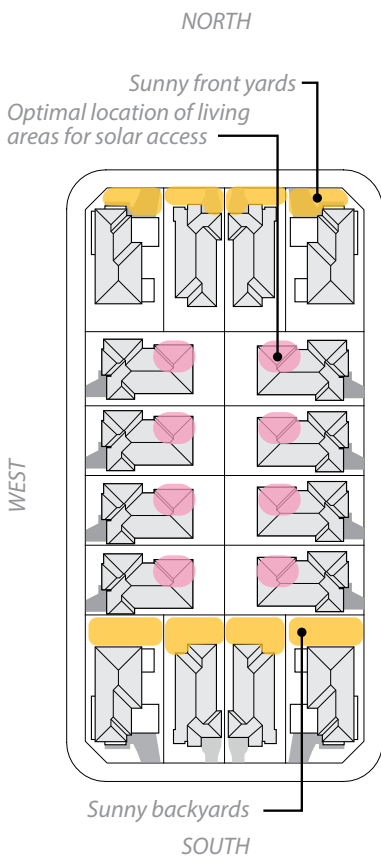 NORTH
Sunny front yards
Optimal location of living
areas for solar access
WEST
Sunny backyards
SOUTH